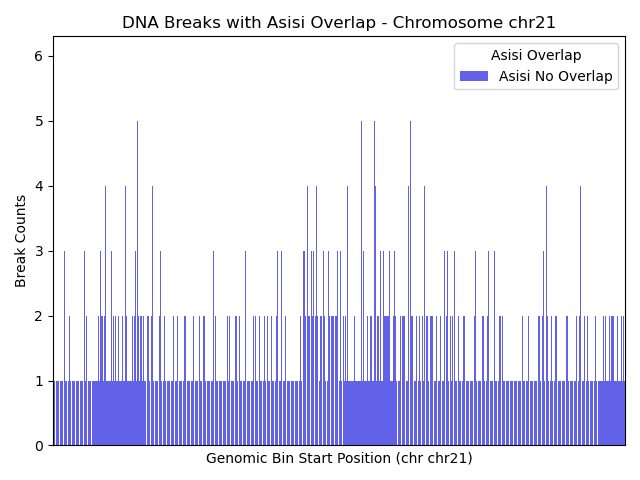 DNA Breaks with Asisi Overlap - Chromosome chr21
6
5
4
3
2
1
0
Break Counts
Asisi Overlap
Asisi No Overlap
Genomic Bin Start Position (chr chr21)